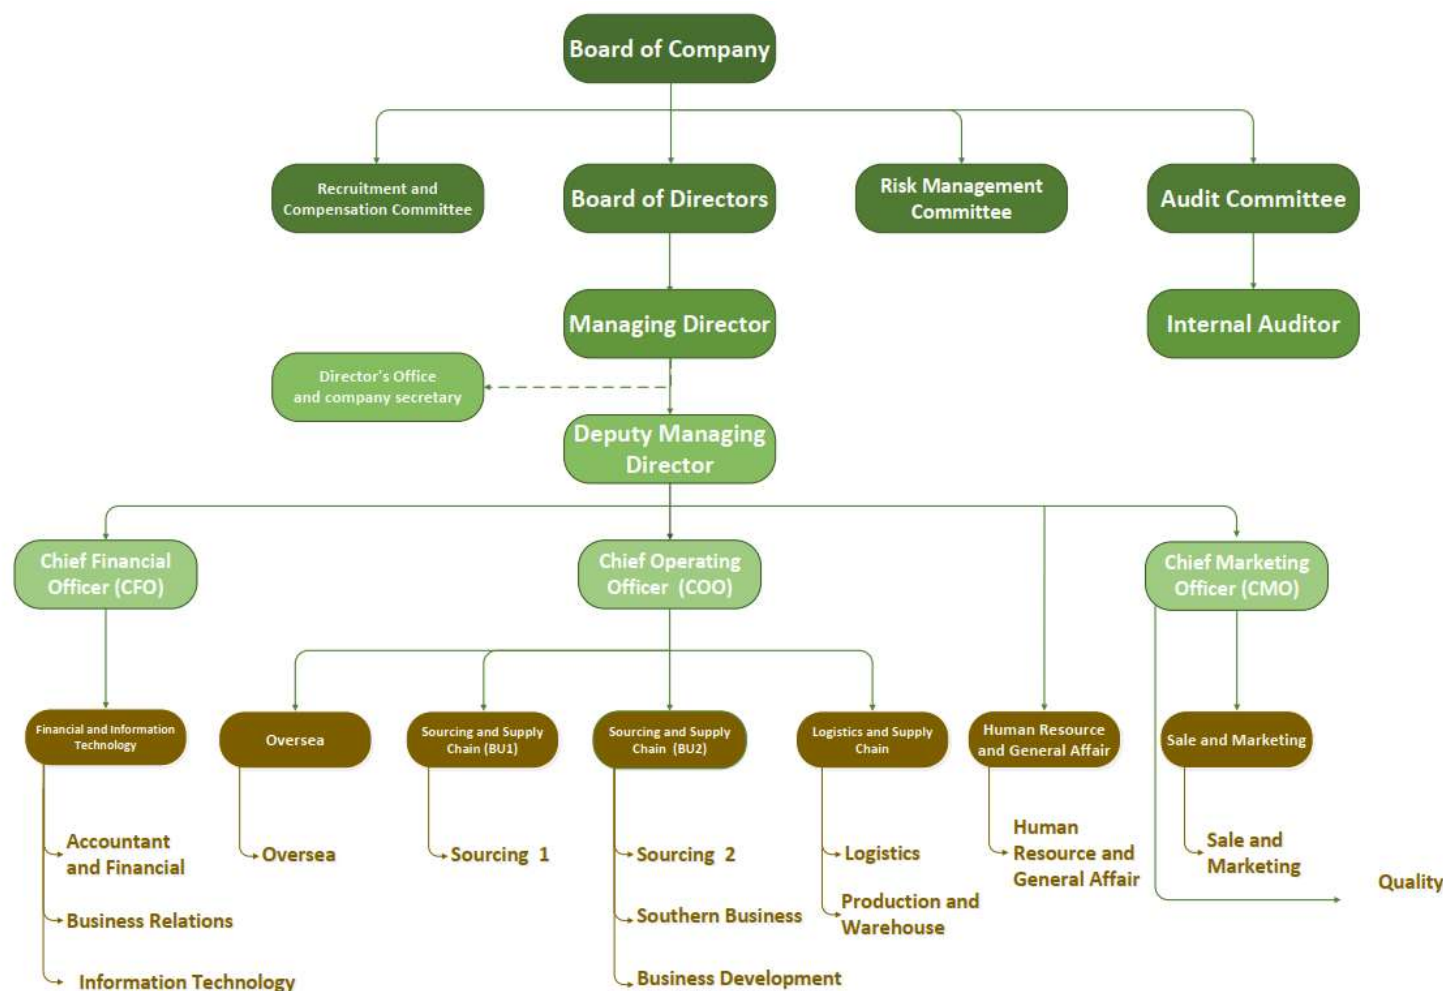 Board of Company
Recruitment and
Compensation Committee
Board of Directors
Risk Management
Committee
Audit Committee
Managing Director
Internal Auditor
Director's Office
and company secretary
Deputy Managing
Director
Chief Financial
Officer (CFO)
Chief Operating
Officer (COO)
Chief Marketing
Officer (CMO)
Financial and Information
Technology
Oversea
Sourcing and Supply
Chain (BU1)
Sourcing and Supply
Chain (BU2)
Logistics and Supply
Chain
Human Resource
and General Affair
Sale and Marketing
Accountant
and Financial
Business Relations
Information Technology
Oversea
Sourcing 1
Sourcing 2
Southern Business
Business Development
Logistics
Production and
Warehouse
Human
Resource and
General Affair
Sale and
Marketing
Quality